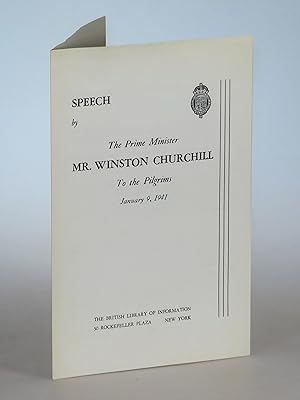 SPEECH
by
The Prime Minister
MR. WINSTON CHURCHILL
To the Pilgrims
January 9, 1941
THE BRITISH LIBRARY OF INFORMATION
50 ROCKEFELLER PLAZA NEW YORK